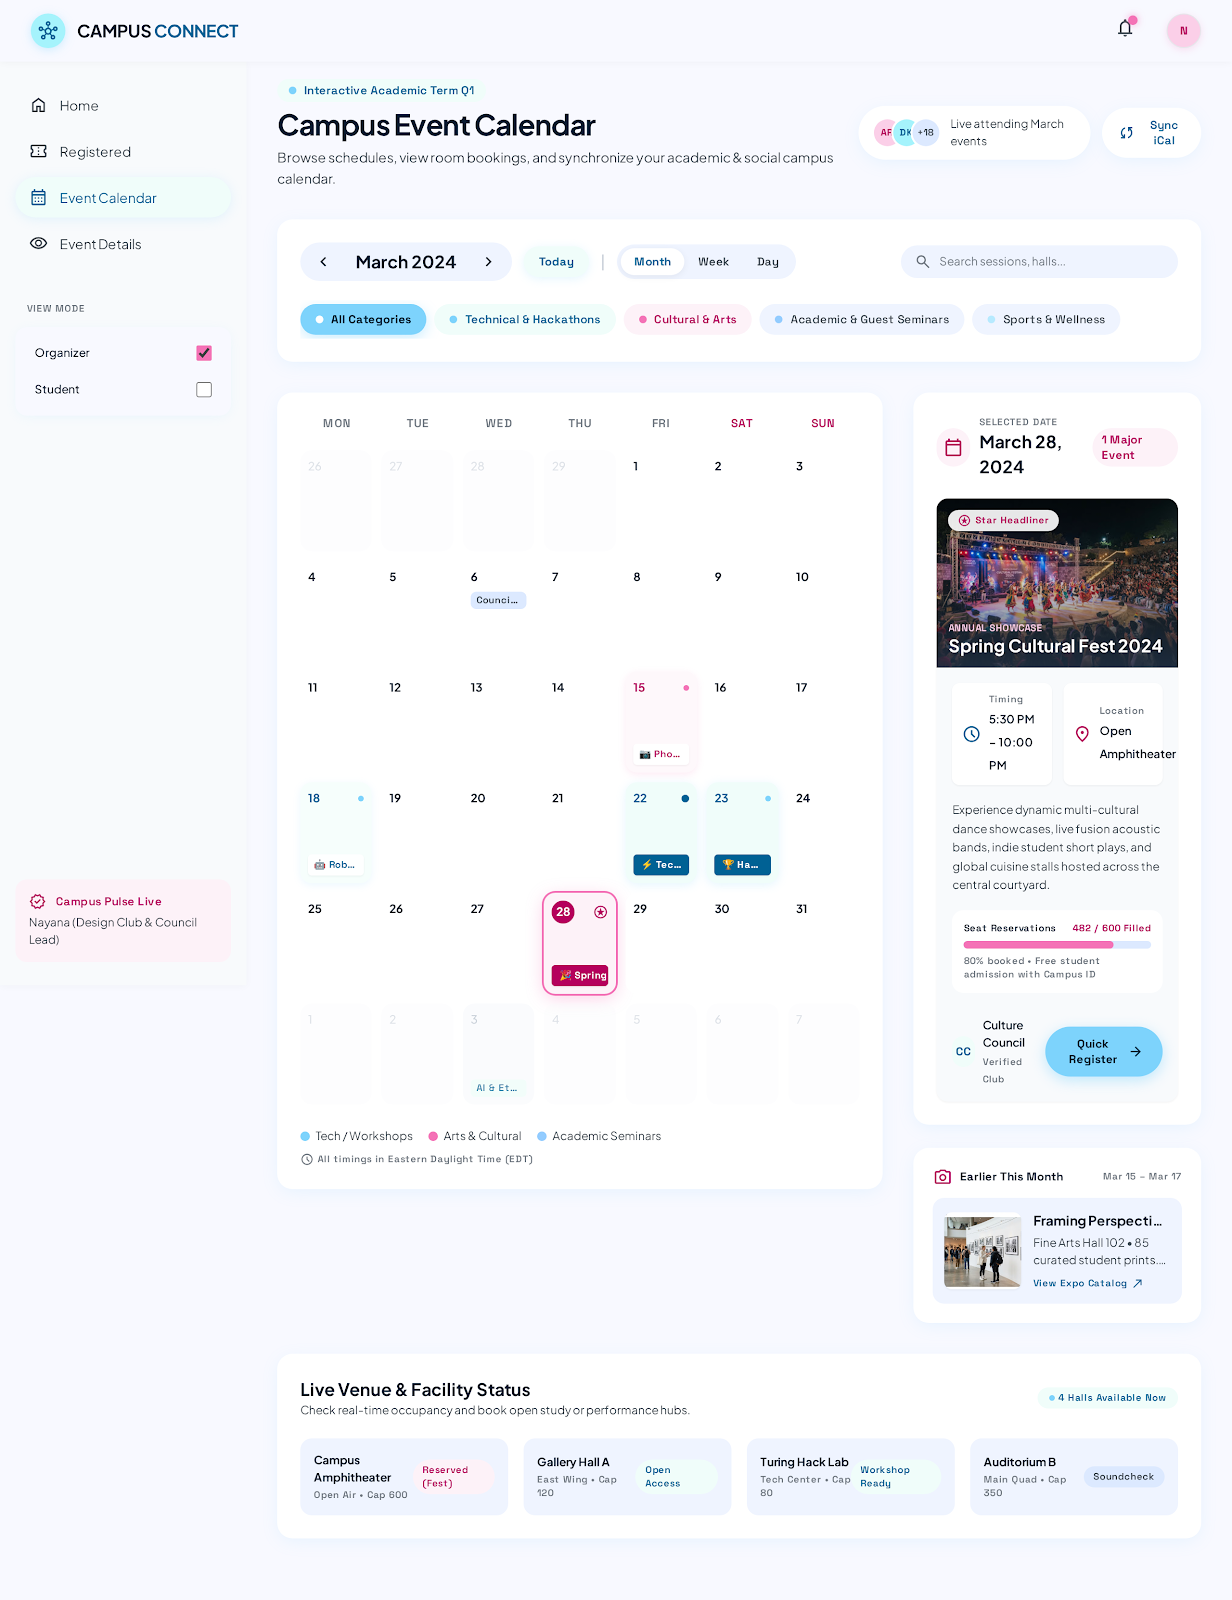 CAMPUS CONNECT
N
Home
Registered
Event Calendar
Event Details
VIEW MODE
Organizer
Student
Campus Pulse Live
Nayana (Design Club & Council
Lead)
Interactive Academic Term Q1
Campus Event Calendar
Browse schedules, view room bookings, and synchronize your academic & social campus
calendar.
+18
Live attending March
events
Sync
iCal
March 2024
Today
Month
Week
Day
Search sessions, halls...
All Categories
Technical & Hackathons
Cultural & Arts
Academic & Guest Seminars
Sports & Wellness
MON TUE WED THU FRI SAT SUN
26 27 28 29 1 2 3
4 5 6 7 8 9 10
Counci...
11 12 13 14 15 16 17
📷 Pho...
18 19 20 21 22 23 24
🤖 Rob... ⚡ Tec... 🏆 Ha...
25 26 27 28 29 30 31
🎉 Spring
1 2 3 4 5 6 7
AI & Et...
Tech / Workshops
Arts & Cultural
Academic Seminars
All timings in Eastern Daylight Time (EDT)
SELECTED DATE
March 28,
2024
1 Major
Event
Star Headliner
ANNUAL SHOWCASE
Spring Cultural Fest 2024
Timing
5:30 PM
– 10:00
PM
Location
Open
Amphitheater
Experience dynamic multi-cultural
dance showcases, live fusion acoustic
bands, indie student short plays, and
global cuisine stalls hosted across the
central courtyard.
Seat Reservations
482 / 600 Filled
80% booked • Free student
admission with Campus ID
CC
Culture
Council
Verified
Club
Quick
Register
Earlier This Month
Mar 15 – Mar 17
Framing Perspecti...
Fine Arts Hall 102 • 85
curated student prints....
View Expo Catalog
Live Venue & Facility Status
Check real-time occupancy and book open study or performance hubs.
4 Halls Available Now
Campus
Amphitheater
Open Air • Cap 600
Reserved
(Fest)
Gallery Hall A
East Wing • Cap
120
Open
Access
Turing Hack Lab
Tech Center • Cap
80
Workshop
Ready
Auditorium B
Main Quad • Cap
350
Soundcheck